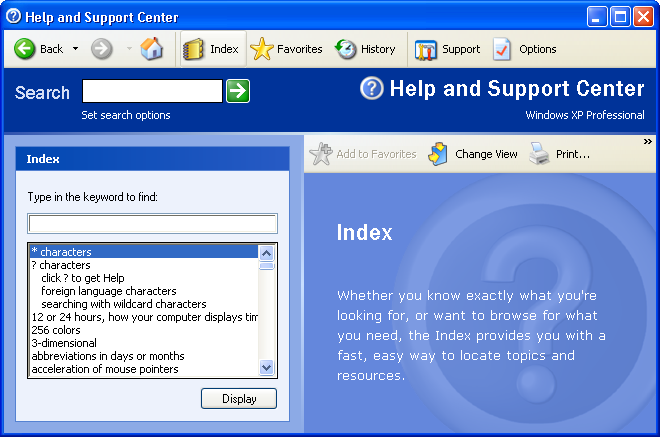 Help and Support Center
Back
Index
Favorites
History
Support
Options
Search
Set search options
Help and Support Center
Windows XP Professional
Index
Type in the keyword to find:
* characters
? characters
click ? to get Help
foreign language characters
searching with wildcard characters
12 or 24 hours, how your computer displays tim
256 colors
3-dimensional
abbreviations in days or months
acceleration of mouse pointers
Display
Add to Favorites
Change View
Print...
Index
Whether you know exactly what you're
looking for, or want to browse for what
you need, the Index provides you with a
fast, easy way to locate topics and
resources.